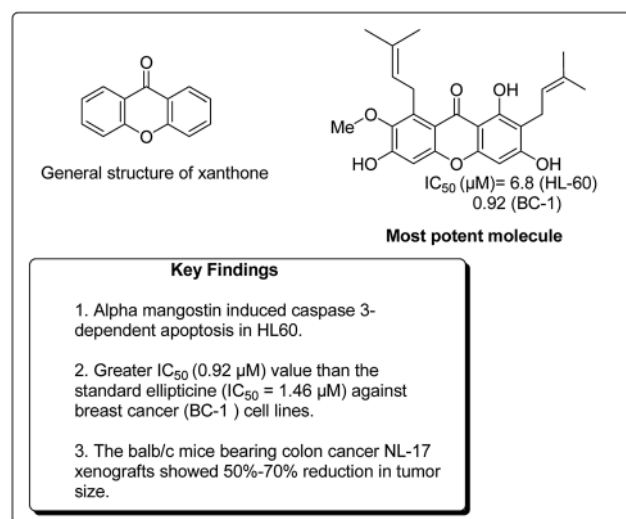 O
O
General structure of xanthone
O
OH
MeO
HO
O
OH
IC₅₀ (μM)= 6.8 (HL-60)
0.92 (BC-1)
Most potent molecule
Key Findings
1. Alpha mangostin induced caspase 3-
dependent apoptosis in HL60.
2. Greater IC₅₀ (0.92 μM) value than the
standard ellipticine (IC₅₀ = 1.46 μM) against
breast cancer (BC-1 ) cell lines.
3. The balb/c mice bearing colon cancer NL-17
xenografts showed 50%-70% reduction in tumor
size.